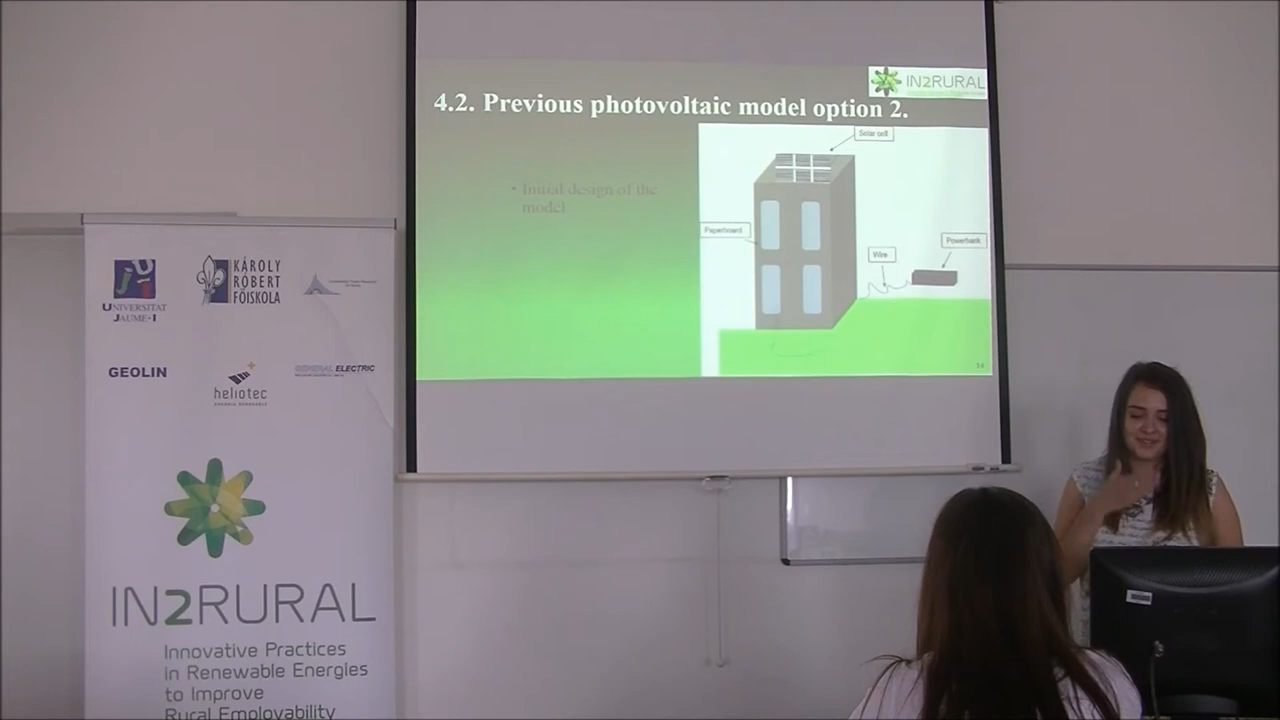 IN2RURAL
4.2. Previous photovoltaic model option 2.
Solar cell
• Initial design of the
model
Paperboard
Wire
Powerbank
14
UNIVERSITAT
JAUME•I
KÁROLY
RÓBERT
FŐISKOLA
GEOLIN
heliotec
GENERAL ELECTRIC
IN2RURAL
Innovative Practices
in Renewable Energies
to Improve
Rural Employability